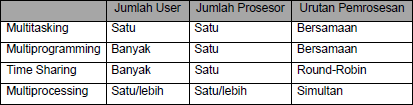 Jumlah User Jumlah Prosesor Urutan Pemrosesan
Multitasking Satu Satu Bersamaan
Multiprogramming Banyak Satu Bersamaan
Time Sharing Banyak Satu Round-Robin
Multiprocessing Satu/lebih Satu/lebih Simultan